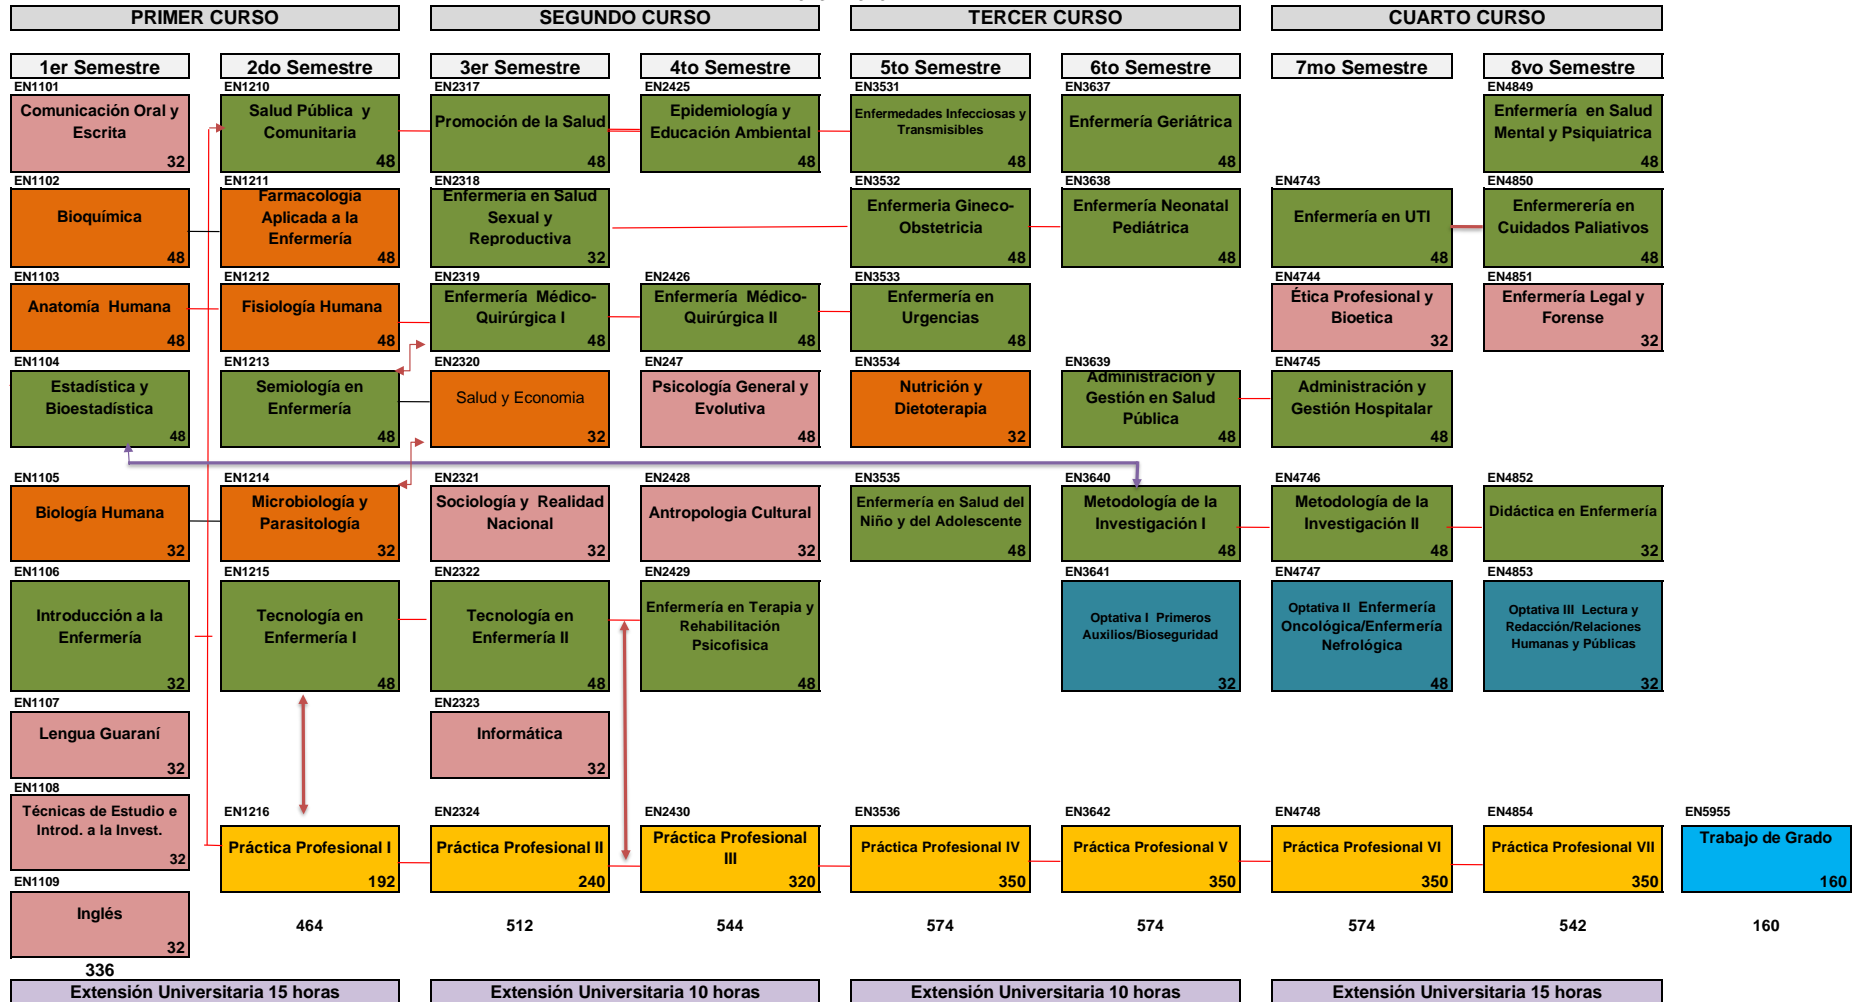 PRIMER CURSO
SEGUNDO CURSO
TERCER CURSO
CUARTO CURSO
1er Semestre
2do Semestre
3er Semestre
4to Semestre
5to Semestre
6to Semestre
7mo Semestre
8vo Semestre
EN1101
Comunicación Oral y
Escrita
32
EN1210
Salud Pública y
Comunitaria
48
EN2317
Promoción de la Salud
48
EN2425
Epidemiología y
Educación Ambiental
48
EN3531
Enfermedades Infecciosas y
Transmisibles
48
EN3637
Enfermería Geriátrica
48
EN4849
Enfermería en Salud
Mental y Psiquiatrica
48
EN1102
Bioquímica
48
EN1211
Farmacología
Aplicada a la
Enfermería
48
EN2318
Enfermería en Salud
Sexual y
Reproductiva
32
EN3532
Enfermeria Gineco-
Obstetricia
48
EN3638
Enfermería Neonatal
Pediátrica
48
EN4743
Enfermería en UTI
48
EN4850
Enfermerería en
Cuidados Paliativos
48
EN1103
Anatomía Humana
48
EN1212
Fisiología Humana
48
EN2319
Enfermería Médico-
Quirúrgica I
48
EN2426
Enfermería Médico-
Quirúrgica II
48
EN3533
Enfermería en
Urgencias
48
EN4744
Ética Profesional y
Bioetica
32
EN4851
Enfermería Legal y
Forense
32
EN1104
Estadística y
Bioestadística
48
EN1213
Semiología en
Enfermería
48
EN2320
Salud y Economia
32
EN247
Psicología General y
Evolutiva
48
EN3534
Nutrición y
Dietoterapia
32
EN3639
Administración y
Gestión en Salud
Pública
48
EN4745
Administración y
Gestión Hospitalar
48
EN1105
Biología Humana
32
EN1214
Microbiología y
Parasitología
32
EN2321
Sociología y Realidad
Nacional
32
EN2428
Antropologia Cultural
32
EN3535
Enfermería en Salud del
Niño y del Adolescente
48
EN3640
Metodología de la
Investigación I
48
EN4746
Metodología de la
Investigación II
48
EN4852
Didáctica en Enfermería
32
EN1106
Introducción a la
Enfermería
32
EN1215
Tecnología en
Enfermería I
48
EN2322
Tecnología en
Enfermería II
48
EN2429
Enfermería en Terapia y
Rehabilitación
Psicofisica
48
EN3641
Optativa I Primeros
Auxilios/Bioseguridad
32
EN4747
Optativa II Enfermería
Oncológica/Enfermería
Nefrológica
48
EN4853
Optativa III Lectura y
Redacción/Relaciones
Humanas y Públicas
32
EN1107
Lengua Guaraní
32
EN2323
Informática
32
EN1108
Técnicas de Estudio e
Introd. a la Invest.
32
EN1216
Práctica Profesional I
192
EN2324
Práctica Profesional II
240
EN2430
Práctica Profesional
III
320
EN3536
Práctica Profesional IV
350
EN3642
Práctica Profesional V
350
EN4748
Práctica Profesional VI
350
EN4854
Práctica Profesional VII
350
EN5955
Trabajo de Grado
160
EN1109
Inglés
32
336
464
512
544
574
574
574
542
160
Extensión Universitaria 15 horas
Extensión Universitaria 10 horas
Extensión Universitaria 10 horas
Extensión Universitaria 15 horas